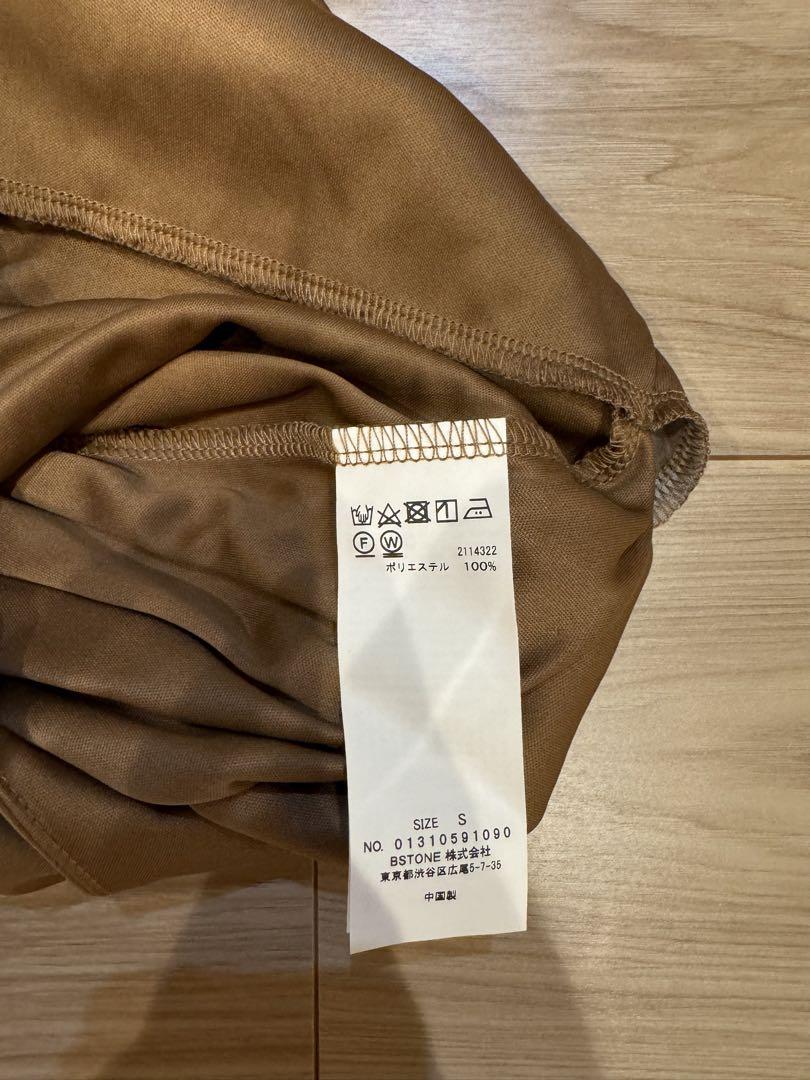 F W
2114322
ポリエステル 100%
SIZE S
NO. 01310591090
BSTONE 株式会社
東京都渋谷区広尾5-7-35
中国製